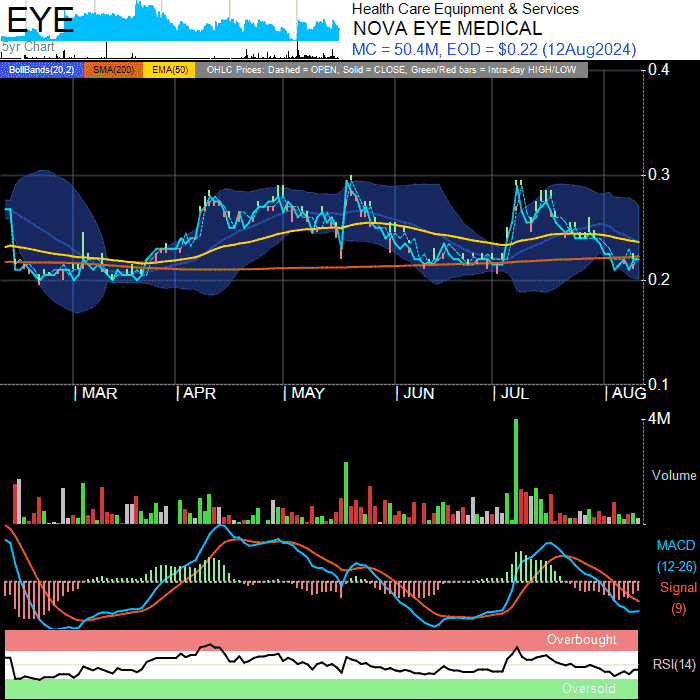 EYE
5yr Chart
Health Care Equipment & Services
NOVA EYE MEDICAL
MC = 50.4M, EOD = $0.22 (12Aug2024)
BollBands(20,2) SMA(200) EMA(50) OHLC Prices: Dashed = OPEN, Solid = CLOSE, Green/Red bars = Intra-day HIGH/LOW
0.4
0.3
0.2
0.1
| MAR | APR | MAY | JUN | JUL | AUG
4M
Volume
MACD
(12-26)
Signal
(9)
Overbought
RSI(14)
Oversold